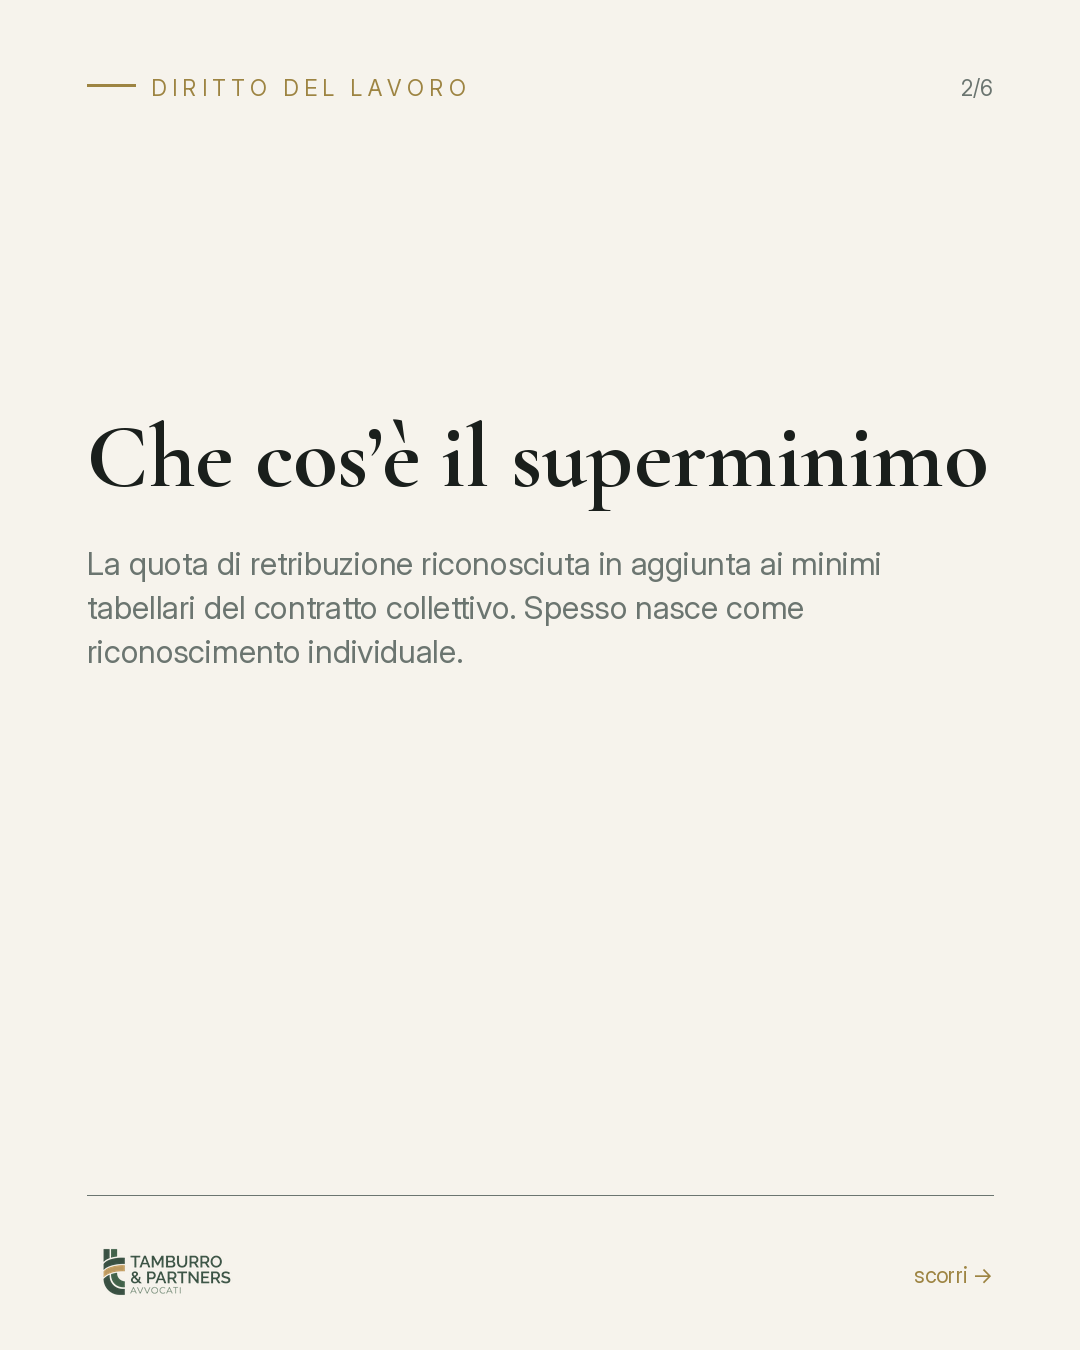 DIRITTO DEL LAVORO
2/6
Che cos’è il superminimo
La quota di retribuzione riconosciuta in aggiunta ai minimi
tabellari del contratto collettivo. Spesso nasce come
riconoscimento individuale.
TAMBURRO
& PARTNERS
AVVOCATI
scorri →